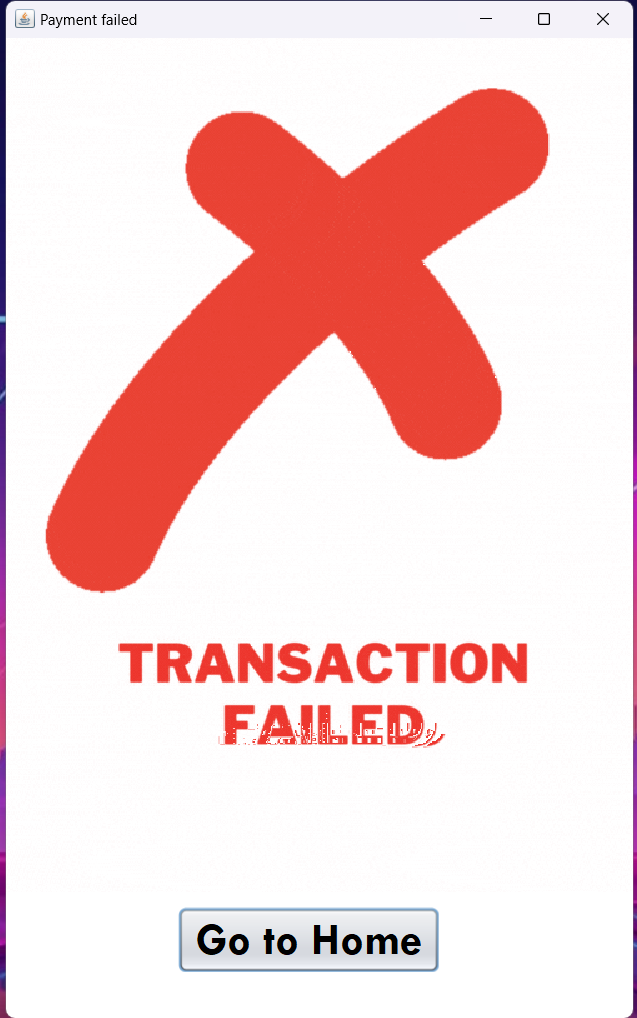 Payment failed
TRANSACTION
FAILED
Go to Home